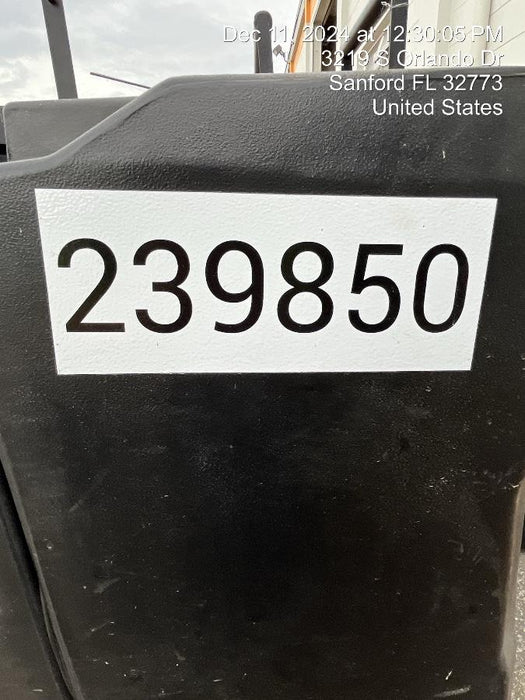 Dec 11, 2024 at 12:30:05 PM
3219 S Orlando Dr
Sanford FL 32773
United States
239850